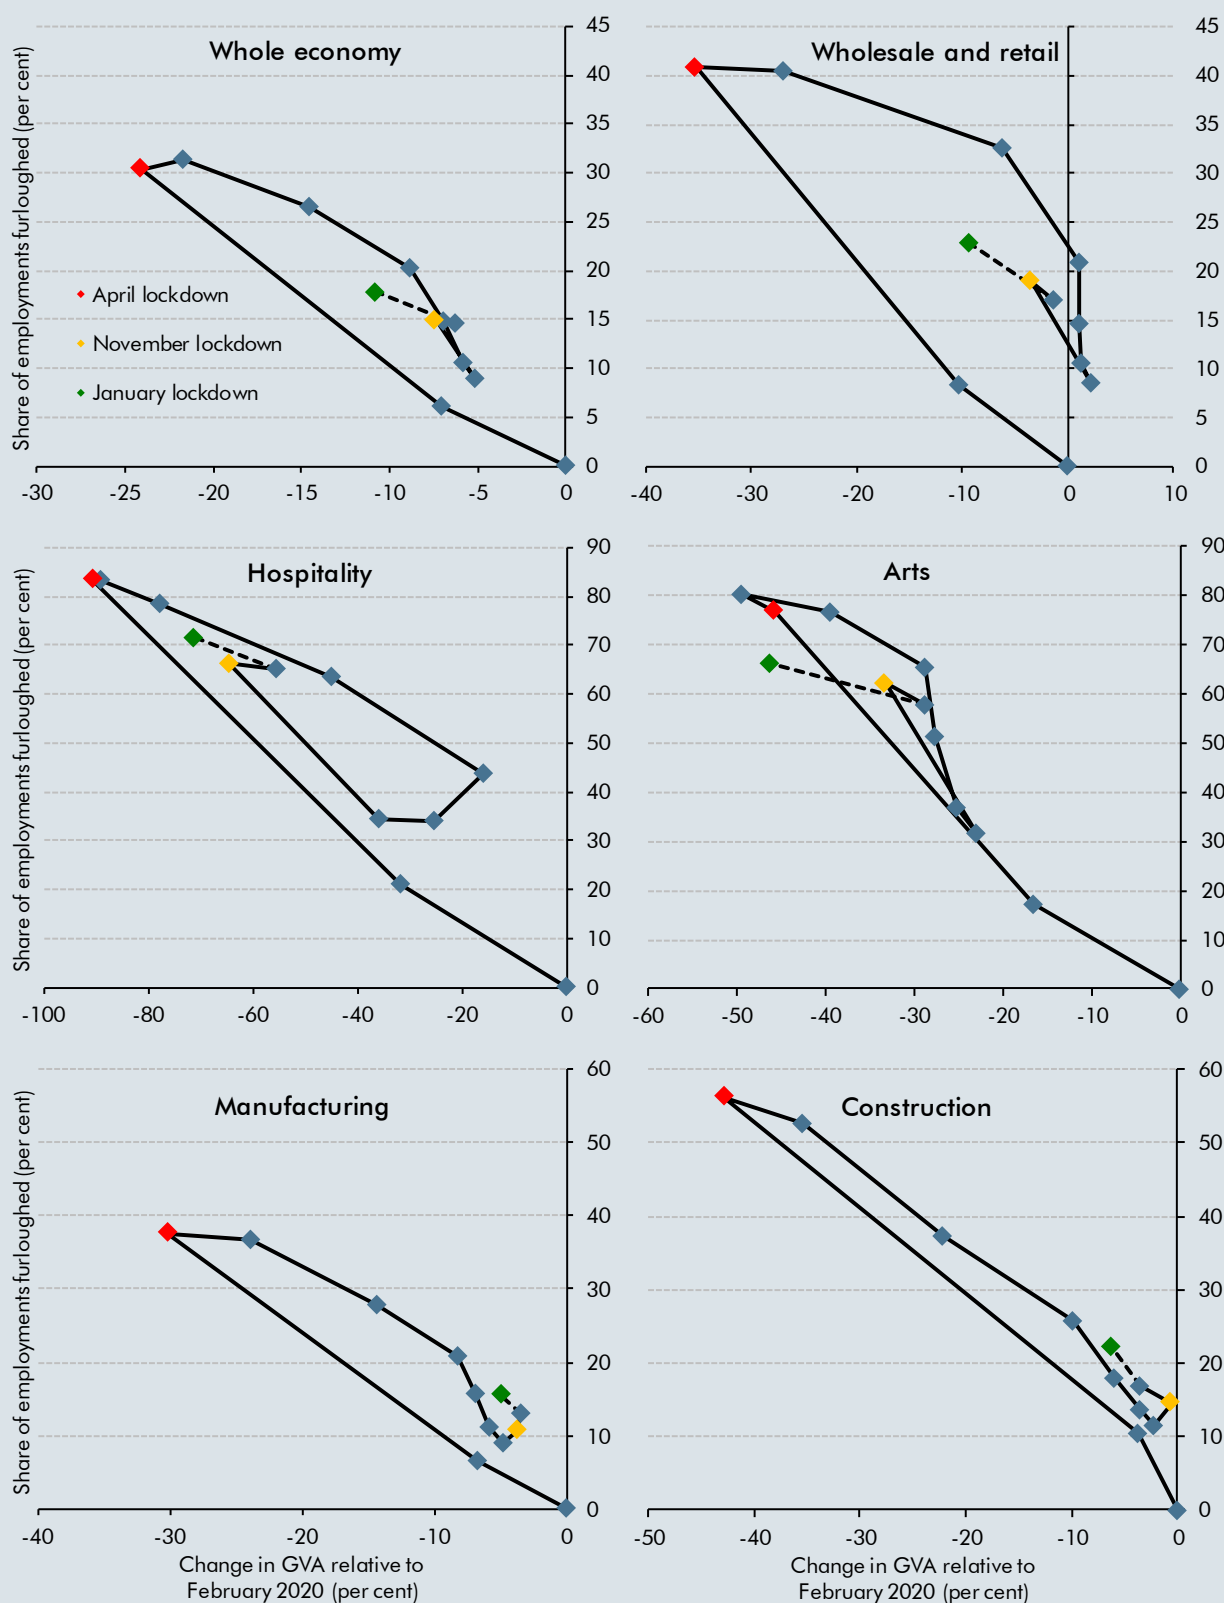 Whole economy
Share of employments furloughed (per cent)
45
40
35
30
25
20
15
10
5
0
April lockdown
November lockdown
January lockdown
-30 -25 -20 -15 -10 -5 0
Wholesale and retail
45
40
35
30
25
20
15
10
5
0
-40 -30 -20 -10 0 10
Hospitality
Share of employments furloughed (per cent)
90
80
70
60
50
40
30
20
10
0
-100 -80 -60 -40 -20 0
Arts
90
80
70
60
50
40
30
20
10
0
-60 -50 -40 -30 -20 -10 0
Manufacturing
Share of employments furloughed (per cent)
60
50
40
30
20
10
0
-40 -30 -20 -10 0
Change in GVA relative to
February 2020 (per cent)
Construction
60
50
40
30
20
10
0
-50 -40 -30 -20 -10 0
Change in GVA relative to
February 2020 (per cent)